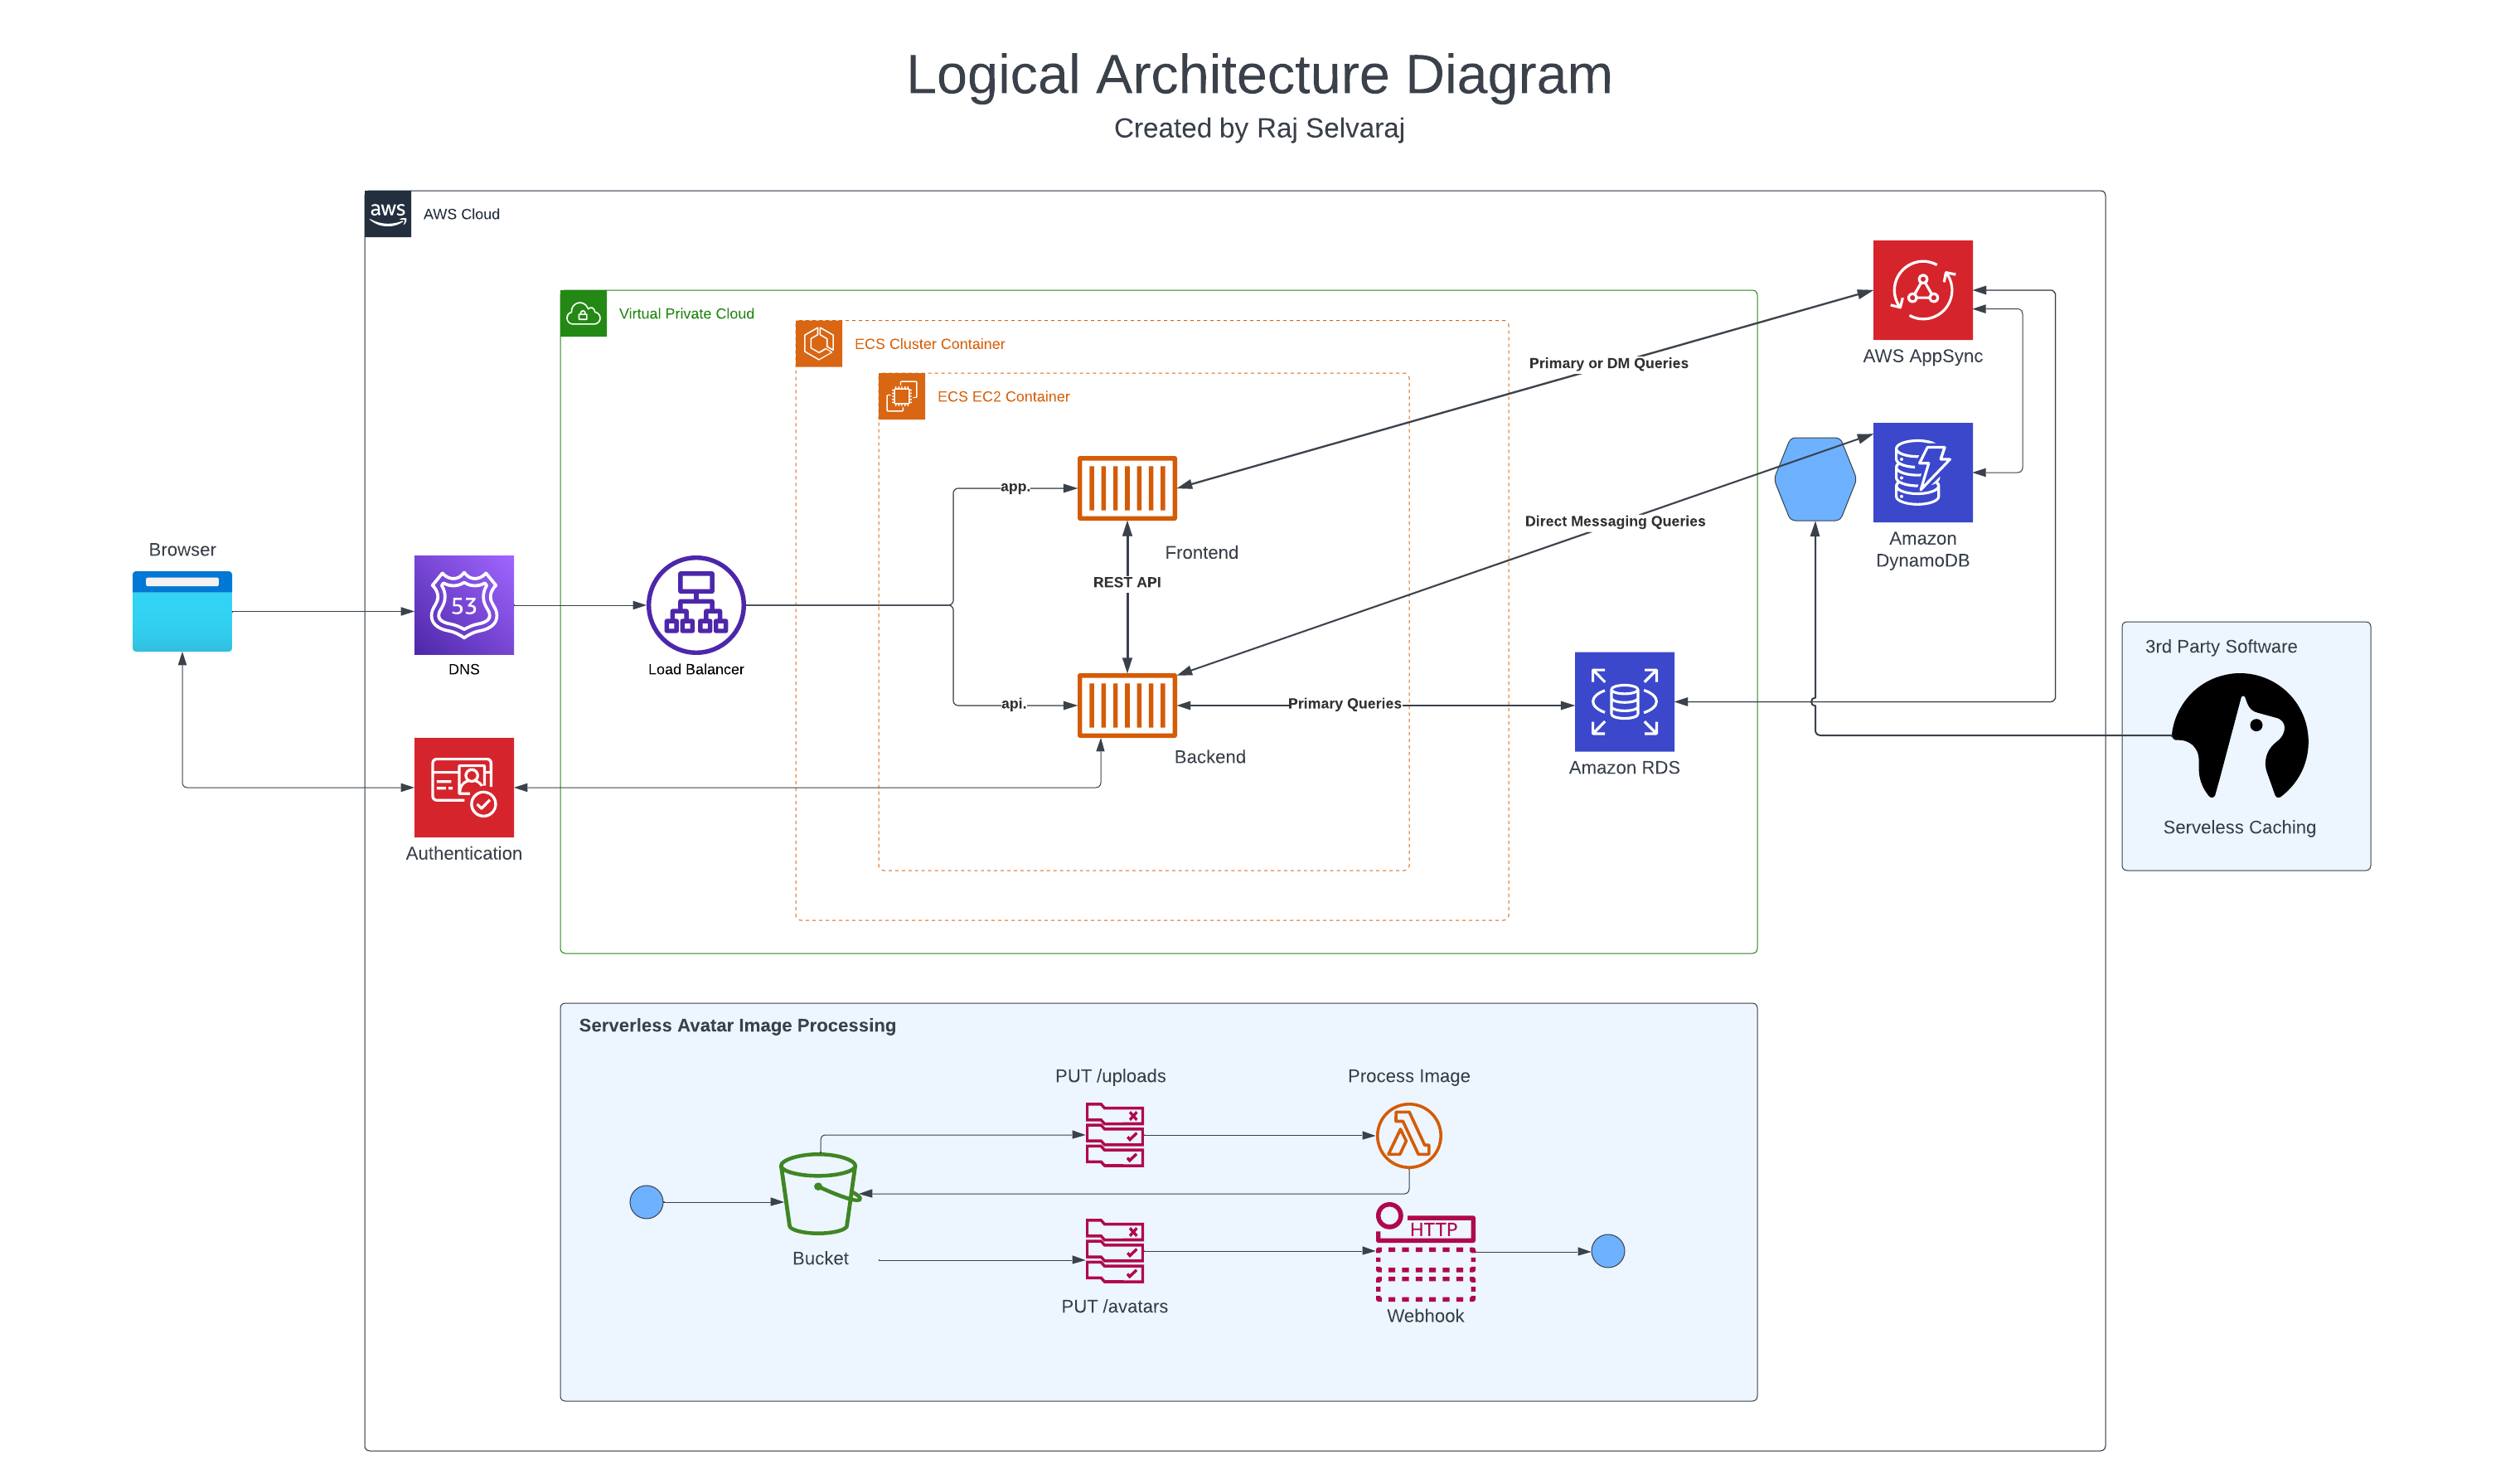 Logical Architecture Diagram
Created by Raj Selvaraj
aws
AWS Cloud
Virtual Private Cloud
ECS Cluster Container
ECS EC2 Container
Primary or DM Queries
AWS AppSync
app.
Frontend
REST API
Direct Messaging Queries
Amazon
DynamoDB
Browser
53
DNS
Load Balancer
api.
Primary Queries
Backend
Amazon RDS
Authentication
3rd Party Software
Serveless Caching
Serverless Avatar Image Processing
PUT /uploads
Process Image
Bucket
HTTP
PUT /avatars
Webhook